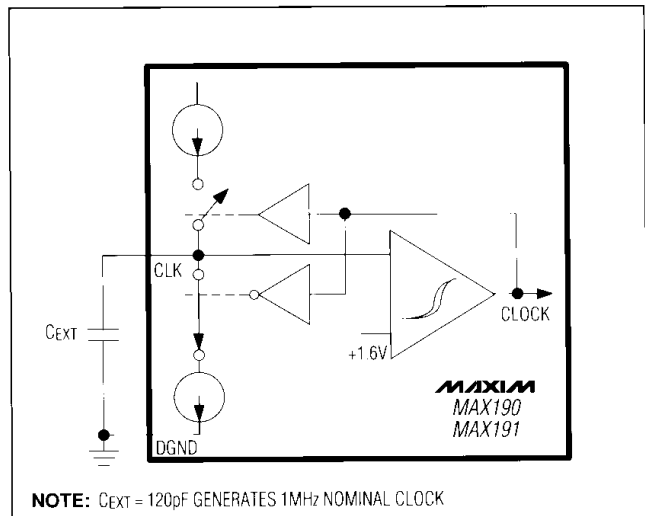 CLK
CEXT
+1.6V
CLOCK
MAXIM
MAX190
MAX191
DGND
NOTE: CEXT = 120pF GENERATES 1MHz NOMINAL CLOCK